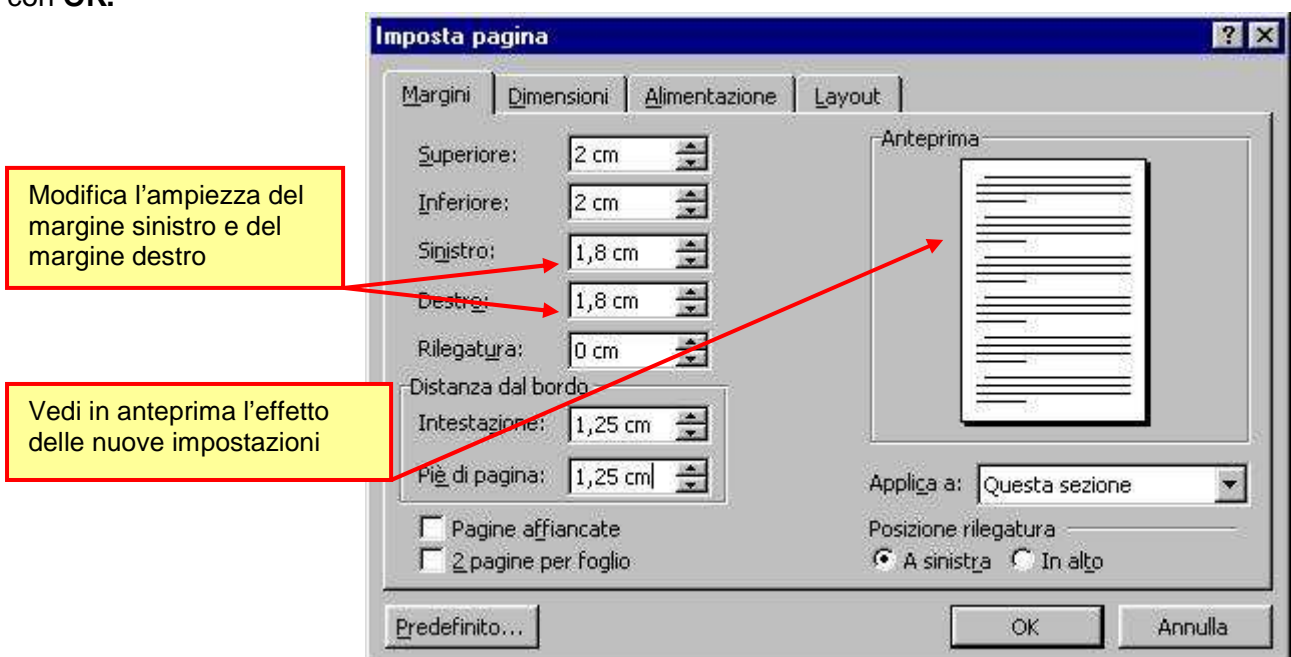 con OK.
Imposta pagina
Margini Dimensioni Alimentazione Layout
Superiore: 2 cm
Inferiore: 2 cm
Sinistro: 1,8 cm
Destro: 1,8 cm
Rilegatura: 0 cm
Distanza dal bordo
Intestazione: 1,25 cm
Piè di pagina: 1,25 cm
Pagine affiancate
2 pagine per foglio
Anteprima
Applica a: Questa sezione
Posizione rilegatura
A sinistra In alto
Predefinito... OK Annulla
Modifica l’ampiezza del
margine sinistro e del
margine destro
Vedi in anteprima l’effetto
delle nuove impostazioni